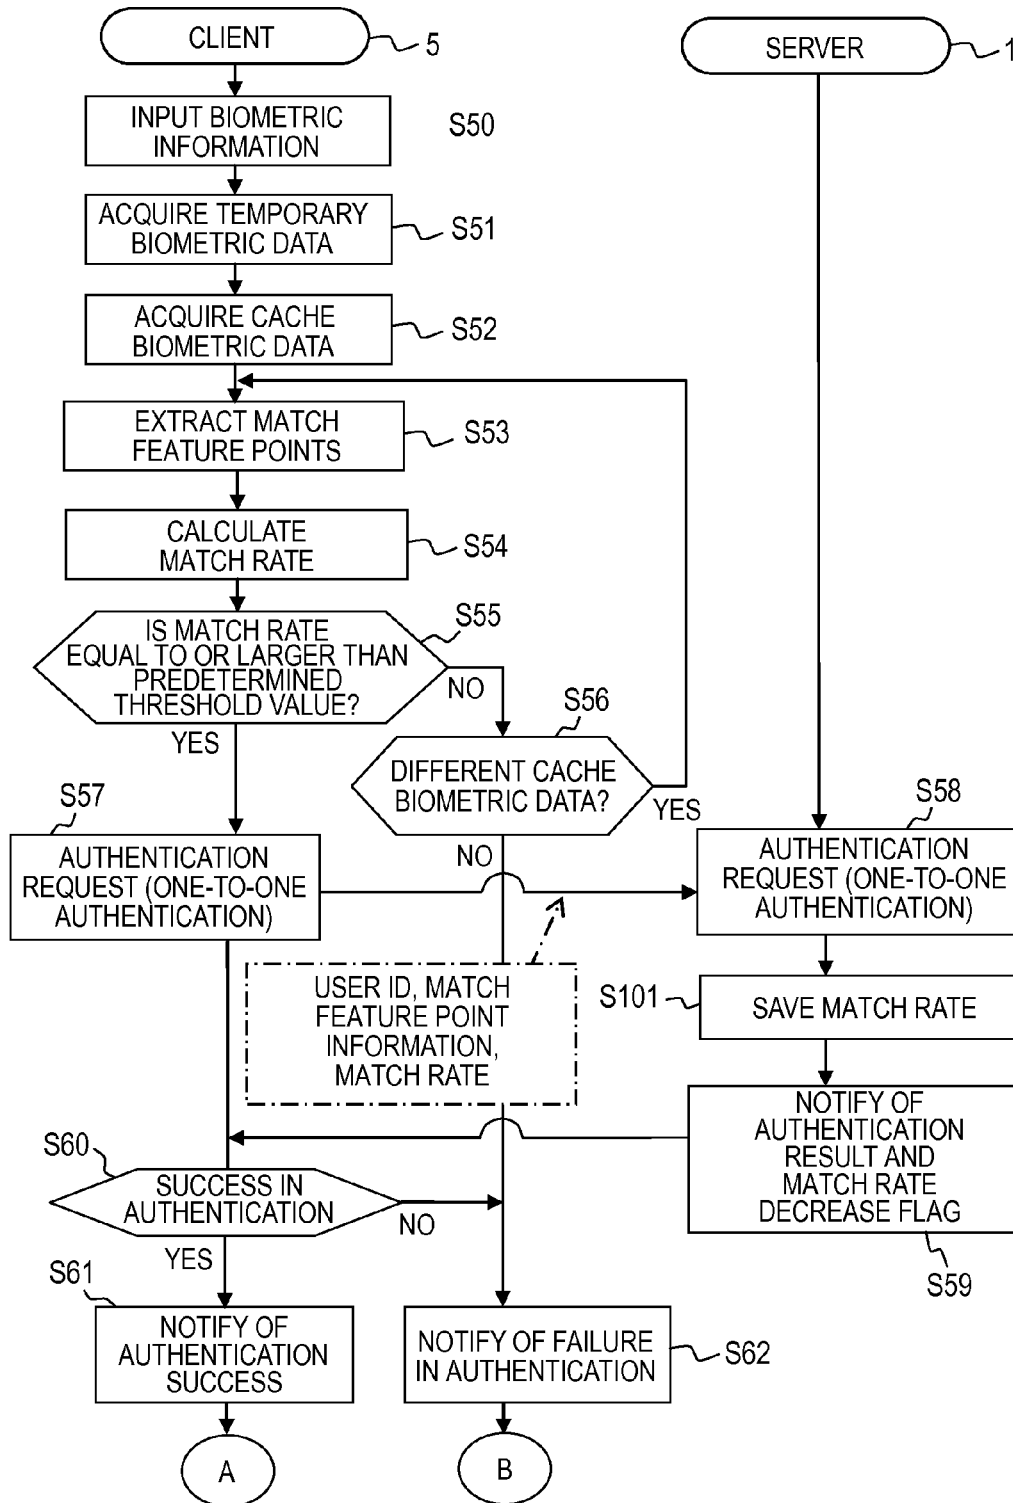 CLIENT
5
SERVER
1
INPUT BIOMETRIC
INFORMATION
S50
ACQUIRE TEMPORARY
BIOMETRIC DATA
S51
ACQUIRE CACHE
BIOMETRIC DATA
S52
EXTRACT MATCH
FEATURE POINTS
S53
CALCULATE
MATCH RATE
S54
IS MATCH RATE
EQUAL TO OR LARGER THAN
PREDETERMINED
THRESHOLD VALUE?
S55
NO
YES
S56
DIFFERENT CACHE
BIOMETRIC DATA?
YES
NO
S57
AUTHENTICATION
REQUEST (ONE-TO-ONE
AUTHENTICATION)
S58
AUTHENTICATION
REQUEST (ONE-TO-ONE
AUTHENTICATION)
USER ID, MATCH
FEATURE POINT
INFORMATION,
MATCH RATE
S101
SAVE MATCH RATE
NOTIFY OF
AUTHENTICATION
RESULT AND
MATCH RATE
DECREASE FLAG
S59
S60
SUCCESS IN
AUTHENTICATION
NO
YES
S61
NOTIFY OF
AUTHENTICATION
SUCCESS
NOTIFY OF FAILURE
IN AUTHENTICATION
S62
A
B